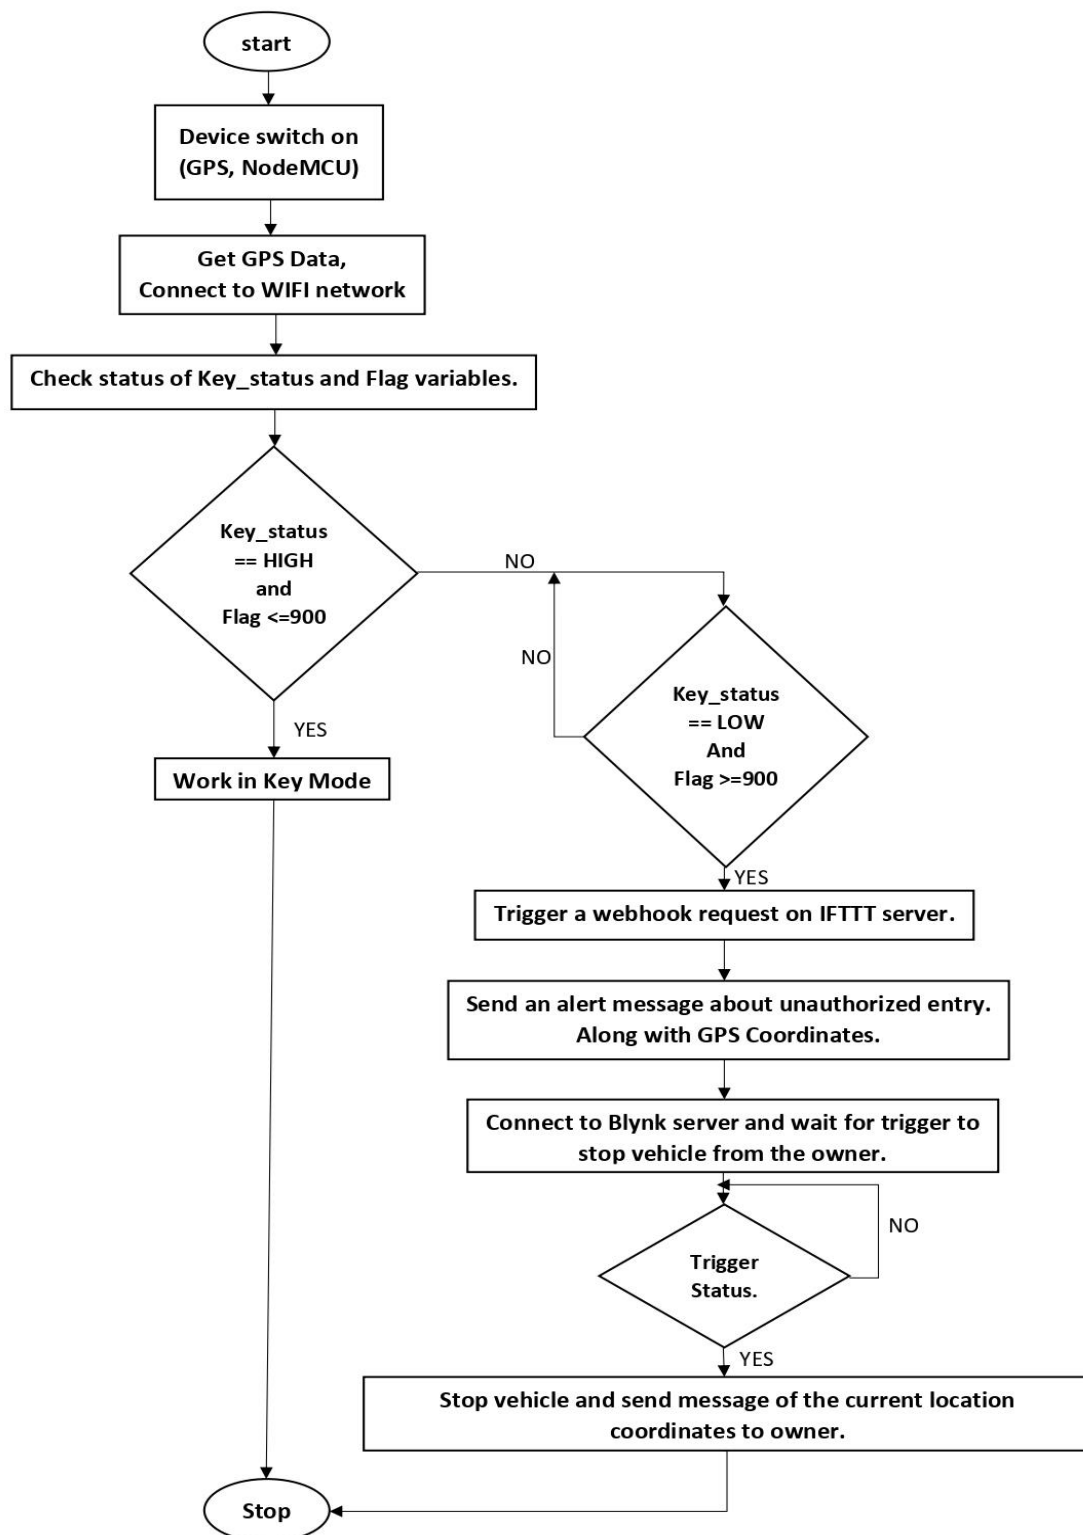 start
Device switch on
(GPS, NodeMCU)
Get GPS Data,
Connect to WIFI network
Check status of Key_status and Flag variables.
Key_status
== HIGH
and
Flag <=900
NO
NO
Key_status
== LOW
And
Flag >=900
YES
Work in Key Mode
YES
Trigger a webhook request on IFTTT server.
Send an alert message about unauthorized entry.
Along with GPS Coordinates.
Connect to Blynk server and wait for trigger to
stop vehicle from the owner.
NO
Trigger
Status.
YES
Stop vehicle and send message of the current location
coordinates to owner.
Stop